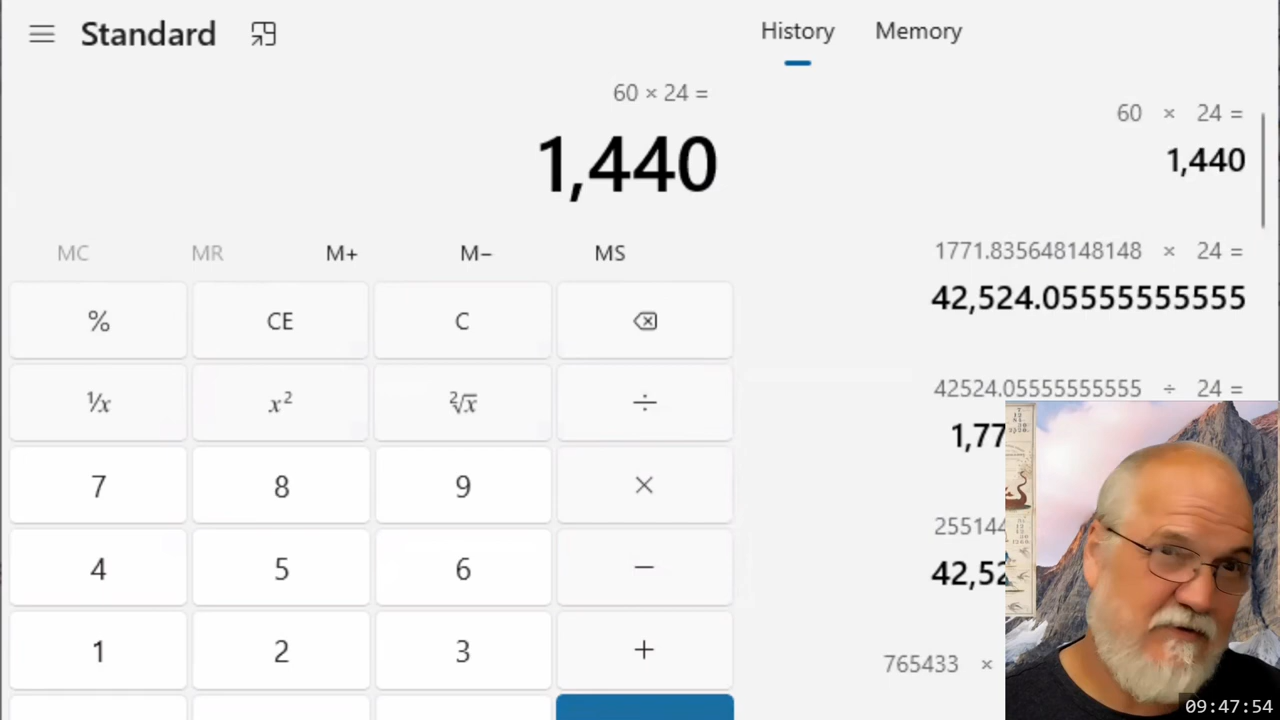 Standard
History Memory
60 × 24 =
1,440
MC MR M+ M− MS
% CE C
⅟x x² ²√x ÷
7 8 9 ×
4 5 6 −
1 2 3 +
60 × 24 =
1,440
1771.835648148148 × 24 =
42,524.05555555555
42524.05555555555 ÷ 24 =
1,77
255144
42,52
765433 ×
09:47:54